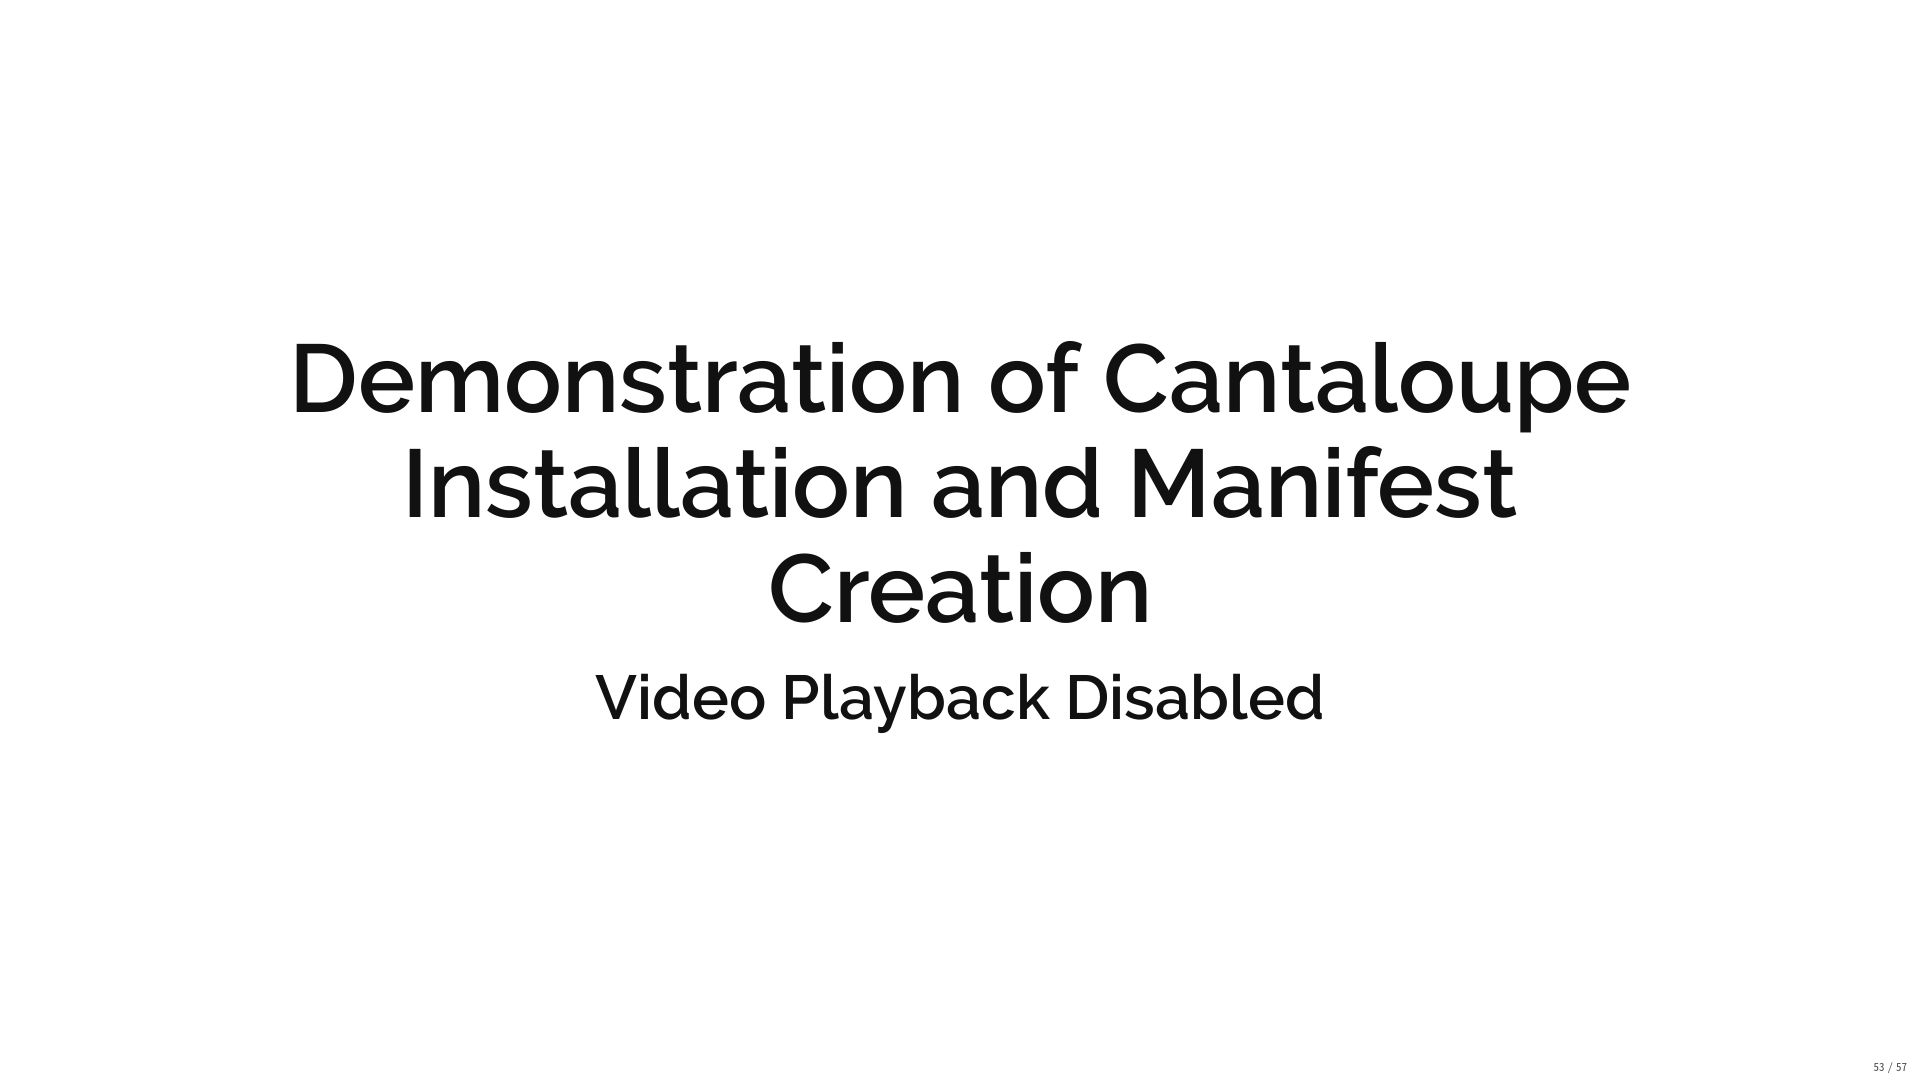 Demonstration of Cantaloupe
Installation and Manifest
Creation
Video Playback Disabled
53 / 57